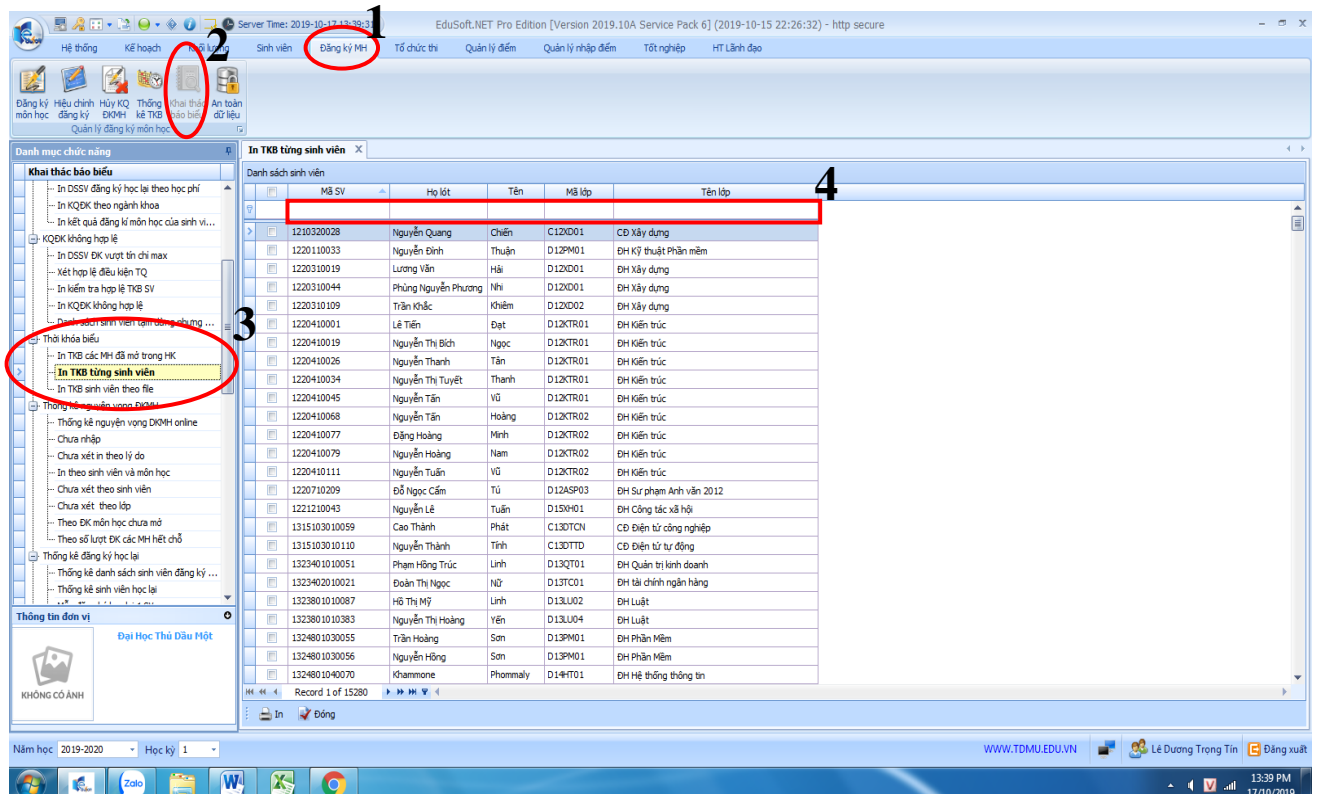 Server Time: 2019-10-17 13:39:3
EduSoft.NET Pro Edition [Version 2019.10A Service Pack 6] (2019-10-15 22:26:32) - http secure
1
Hệ thống Kế hoạch Khối lượng Sinh viên Đăng ký MH Tổ chức thi Quản lý điểm Quản lý nhập điểm Tốt nghiệp HT Lãnh đạo
2
Đăng ký môn học
Hiệu chỉnh đăng ký
Hủy KQ ĐKMH
Thống kê TKB
Khai thác báo biểu
An toàn dữ liệu
Quản lý đăng ký môn học
Danh mục chức năng
Khai thác báo biểu
In DSSV đăng ký học lại theo học phí
In KQĐK theo ngành khoa
In kết quả đăng kí môn học của sinh vi...
KQĐK không hợp lệ
In DSSV ĐK vượt tín chỉ max
Xét hợp lệ điều kiện TQ
In kiểm tra hợp lệ TKB SV
In KQĐK không hợp lệ
Danh sách sinh viên tạm dừng nhưng ...
3
Thời khóa biểu
In TKB các MH đã mở trong HK
In TKB từng sinh viên
In TKB sinh viên theo file
Thống kê nguyện vọng ĐKMH
Thống kê nguyện vọng DKMH online
Chưa nhập
Chưa xét in theo lý do
In theo sinh viên và môn học
Chưa xét theo sinh viên
Chưa xét theo lớp
Theo ĐK môn học chưa mở
Theo số lượt ĐK các MH hết chỗ
Thống kê đăng ký học lại
Thống kê danh sách sinh viên đăng ký ...
Thống kê sinh viên học lại
Thông tin đơn vị
Đại Học Thủ Dầu Một
KHÔNG CÓ ẢNH
In TKB từng sinh viên X
Danh sách sinh viên
4
Mã SV Họ lót Tên Mã lớp Tên lớp
1210320028 Nguyễn Quang Chiến C12XD01 CĐ Xây dựng
1220110033 Nguyễn Đình Thuận D12PM01 ĐH Kỹ thuật Phần mềm
1220310019 Lương Văn Hải D12XD01 ĐH Xây dựng
1220310044 Phùng Nguyễn Phương Nhi D12XD01 ĐH Xây dựng
1220310109 Trần Khắc Khiêm D12XD02 ĐH Xây dựng
1220410001 Lê Tiến Đạt D12KTR01 ĐH Kiến trúc
1220410019 Nguyễn Thị Bích Ngọc D12KTR01 ĐH Kiến trúc
1220410026 Nguyễn Thanh Tân D12KTR01 ĐH Kiến trúc
1220410034 Nguyễn Thị Tuyết Thanh D12KTR01 ĐH Kiến trúc
1220410045 Nguyễn Tấn Vũ D12KTR01 ĐH Kiến trúc
1220410068 Nguyễn Tấn Hoàng D12KTR02 ĐH Kiến trúc
1220410077 Đặng Hoàng Minh D12KTR02 ĐH Kiến trúc
1220410079 Nguyễn Hoàng Nam D12KTR02 ĐH Kiến trúc
1220410111 Nguyễn Tuấn Vũ D12KTR02 ĐH Kiến trúc
1220710209 Đỗ Ngọc Cẩm Tú D12ASP03 ĐH Sư phạm Anh văn 2012
1221210043 Nguyễn Lê Tuấn D15XH01 ĐH Công tác xã hội
1315103010059 Cao Thành Phát C13DTCN CĐ Điện tử công nghiệp
1315103010110 Nguyễn Thành Tính C13DTTD CĐ Điện tử tự động
1323401010051 Phạm Hồng Trúc Linh D13QT01 ĐH Quản trị kinh doanh
1323402010021 Đoàn Thị Ngọc Nữ D13TC01 ĐH tài chính ngân hàng
1323801010087 Hồ Thị Mỹ Linh D13LU02 ĐH Luật
1323801010383 Nguyễn Thị Hoàng Yến D13LU04 ĐH Luật
1324801030055 Trần Hoàng Sơn D13PM01 ĐH Phần Mềm
1324801030056 Nguyễn Hồng Sơn D13PM01 ĐH Phần Mềm
1324801040070 Khammone Phommaly D14HT01 ĐH Hệ thống thông tin
Record 1 of 15280
In Đóng
Năm học 2019-2020 Học kỳ 1
WWW.TDMU.EDU.VN Lê Dương Trọng Tín Đăng xuất
Zalo
13:39 PM
17/10/2019